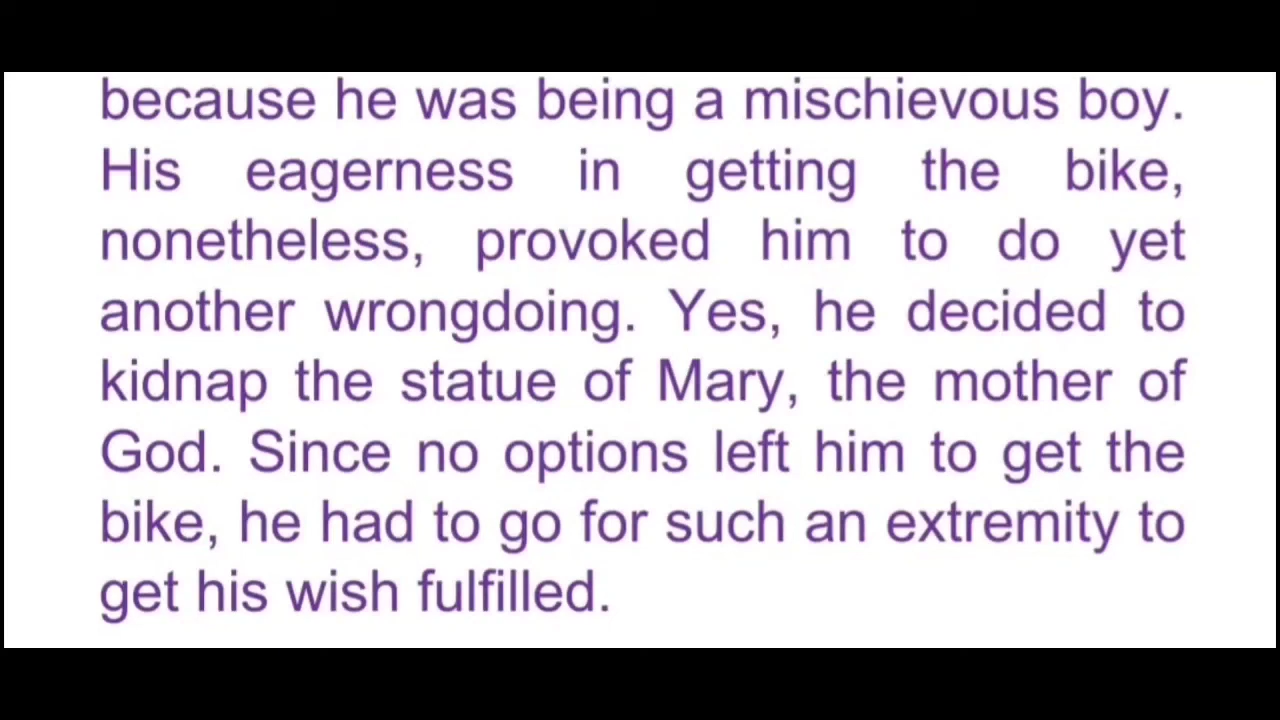 because he was being a mischievous boy.
His eagerness in getting the bike,
nonetheless, provoked him to do yet
another wrongdoing. Yes, he decided to
kidnap the statue of Mary, the mother of
God. Since no options left him to get the
bike, he had to go for such an extremity to
get his wish fulfilled.